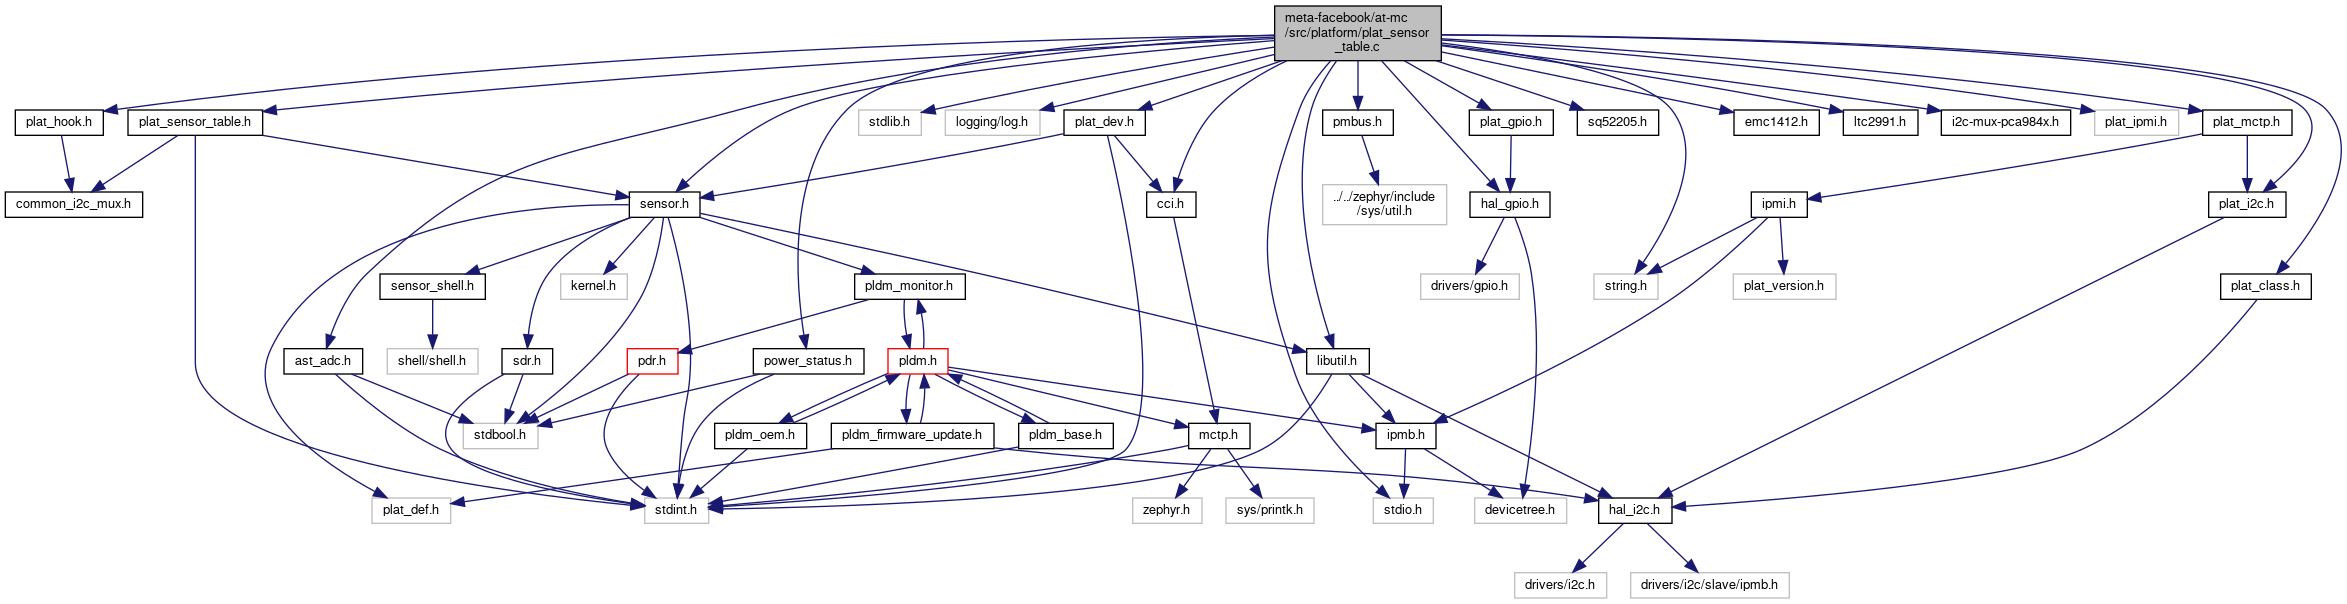 meta-facebook/at-mc
/src/platform/plat_sensor
_table.c
plat_hook.h
plat_sensor_table.h
stdlib.h
logging/log.h
plat_dev.h
pmbus.h
plat_gpio.h
sq52205.h
emc1412.h
ltc2991.h
i2c-mux-pca984x.h
plat_ipmi.h
plat_mctp.h
common_i2c_mux.h
sensor.h
cci.h
../../zephyr/include
/sys/util.h
hal_gpio.h
ipmi.h
plat_i2c.h
sensor_shell.h
kernel.h
pldm_monitor.h
drivers/gpio.h
string.h
plat_version.h
plat_class.h
ast_adc.h
shell/shell.h
sdr.h
pdr.h
power_status.h
pldm.h
libutil.h
stdbool.h
pldm_oem.h
pldm_firmware_update.h
pldm_base.h
mctp.h
ipmb.h
plat_def.h
stdint.h
zephyr.h
sys/printk.h
stdio.h
devicetree.h
hal_i2c.h
drivers/i2c.h
drivers/i2c/slave/ipmb.h